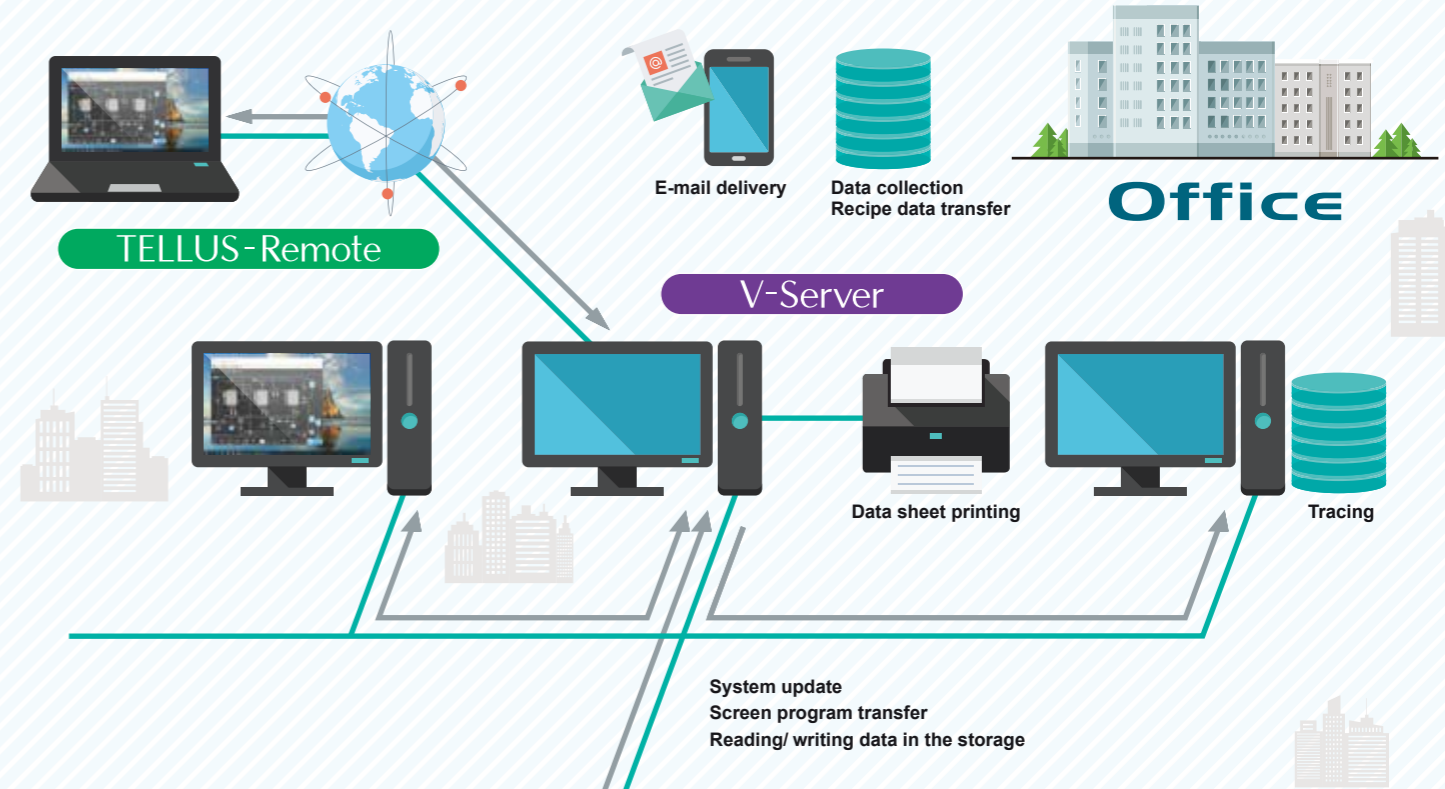 @
E-mail delivery
Data collection
Recipe data transfer
Office
TELLUS-Remote
V-Server
Data sheet printing
Tracing
System update
Screen program transfer
Reading/ writing data in the storage